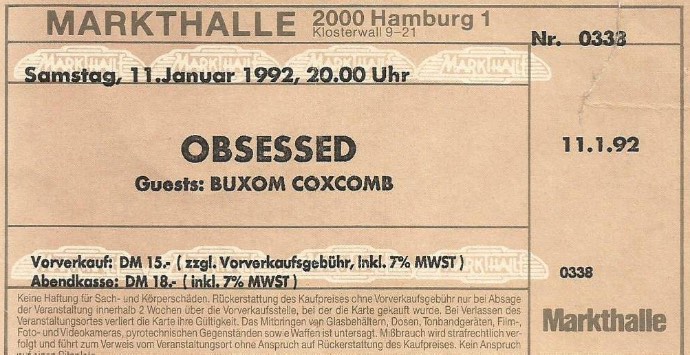 MARKTHALLE 2000 Hamburg 1
Klosterwall 9-21
Nr. 0338
Samstag, 11.Januar 1992, 20.00 Uhr
OBSESSED
11.1.92
Guests: BUXOM COXCOMB
Vorverkauf: DM 15.- ( zzgl. Vorverkaufsgebühr, Inkl. 7% MWST )
0338
Abendkasse: DM 18.- ( inkl. 7% MWST )
Keine Haftung für Sach- und Körperschäden. Rückerstattung des Kaufpreises ohne Vorverkaufsgebühr nur bei Absage
der Veranstaltung innerhalb 2 Wochen über die Vorverkaufsstelle, bei der die Karte gekauft wurde. Bei Verlassen des
Veranstaltungsortes verliert die Karte ihre Gültigkeit. Das Mitbringen von Glasbehältern, Dosen, Tonbandgeräten, Film-,
Foto- und Videokameras, pyrotechnischen Gegenständen sowie Waffen ist untersagt. Mißbrauch wird strafrechtlich ver-
folgt und führt zum Verweis vom Veranstaltungsort ohne Anspruch auf Rückerstattung des Kaufpreises. Kein Anspruch
Markthalle